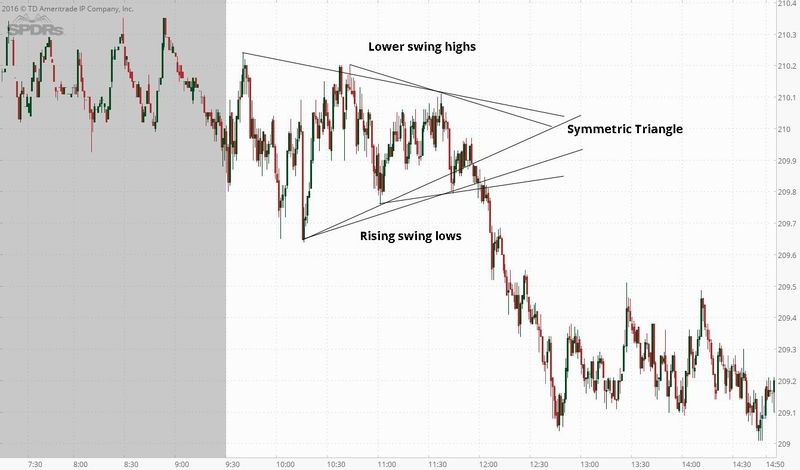 2016 © TD Ameritrade IP Company, Inc.
SPDRs
Lower swing highs
Symmetric Triangle
Rising swing lows
210.4
210.3
210.2
210.1
210
209.9
209.8
209.7
209.6
209.5
209.4
209.3
209.2
209.1
209
7:30 8:00 8:30 9:00 9:30 10:00 10:30 11:00 11:30 12:00 12:30 13:00 13:30 14:00 14:30 14:50